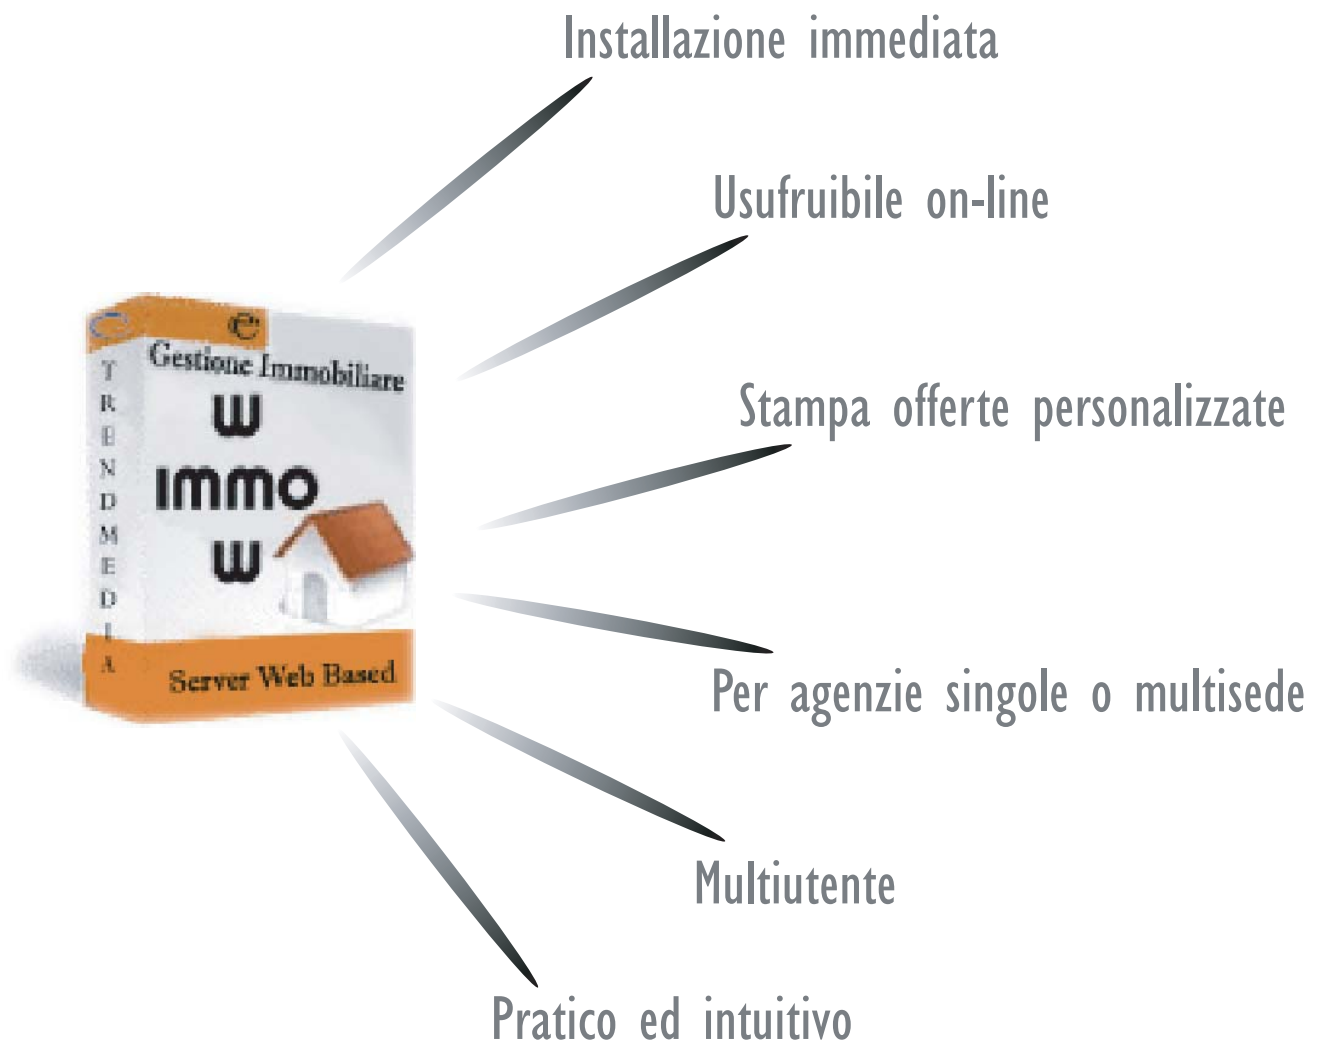 Installazione immediata
Usufruibile on-line
Stampa offerte personalizzate
Per agenzie singole o multisede
Multiutente
Pratico ed intuitivo
Gestione Immobiliare
W
IMMO
W
Server Web Based
TRENDMEDIA